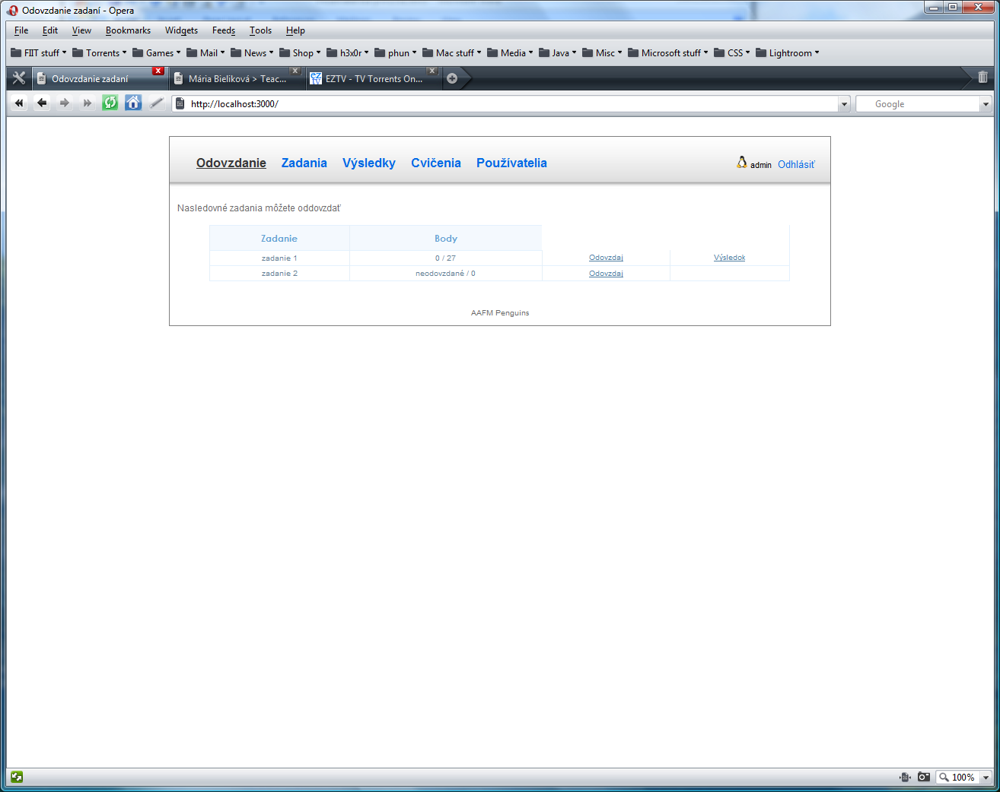 Odovzdanie zadaní - Opera
File Edit View Bookmarks Widgets Feeds Tools Help
FIIT stuff Torrents Games Mail News Shop h3x0r phun Mac stuff Media Java Misc Microsoft stuff CSS Lightroom
Odovzdanie zadaní Mária Bieliková > Teac... EZTV - TV Torrents On...
http://localhost:3000/ Google
Odovzdanie Zadania Výsledky Cvičenia Používatelia admin Odhlásiť
Nasledovné zadania môžete oddovzdať
Zadanie Body
zadanie 1 0 / 27 Odovzdaj Výsledok
zadanie 2 neodovzdané / 0 Odovzdaj
AAFM Penguins
100%